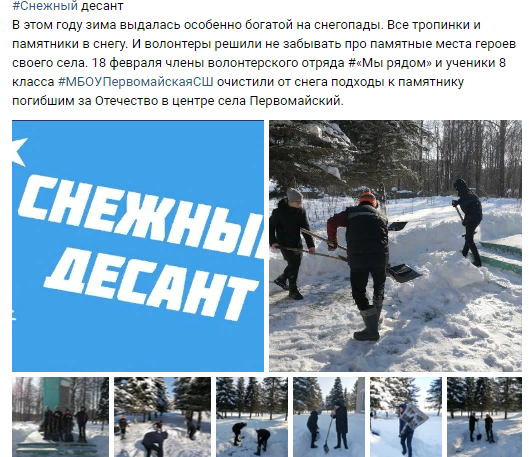 #Снежный десант
В этом году зима выдалась особенно богатой на снегопады. Все тропинки и
памятники в снегу. И волонтеры решили не забывать про памятные места героев
своего села. 18 февраля члены волонтерского отряда #«Мы рядом» и ученики 8
класса #МБОУПервомайскаяСШ очистили от снега подходы к памятнику
погибшим за Отечество в центре села Первомайский.
СНЕЖНЫ
ДЕСАНТ